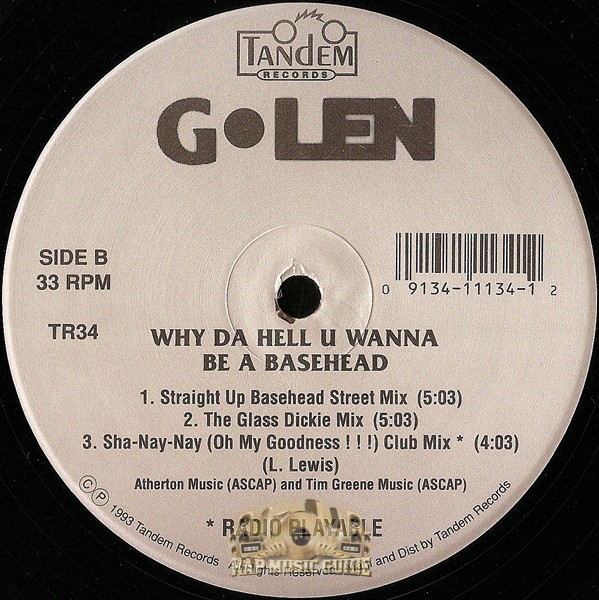 TANDEM
RECORDS
G•LEN
SIDE B
33 RPM
TR34
0 9134-11134-1 2
WHY DA HELL U WANNA
BE A BASEHEAD
1. Straight Up Basehead Street Mix (5:03)
2. The Glass Dickie Mix (5:03)
3. Sha-Nay-Nay (Oh My Goodness ! ! !) Club Mix * (4:03)
(L. Lewis)
Atherton Music (ASCAP) and Tim Greene Music (ASCAP)
* RADIO PLAYABLE
©℗ 1993 Tandem Records All Rights Reserved and Dist by Tandem Records
RAP MUSIC GUIDE